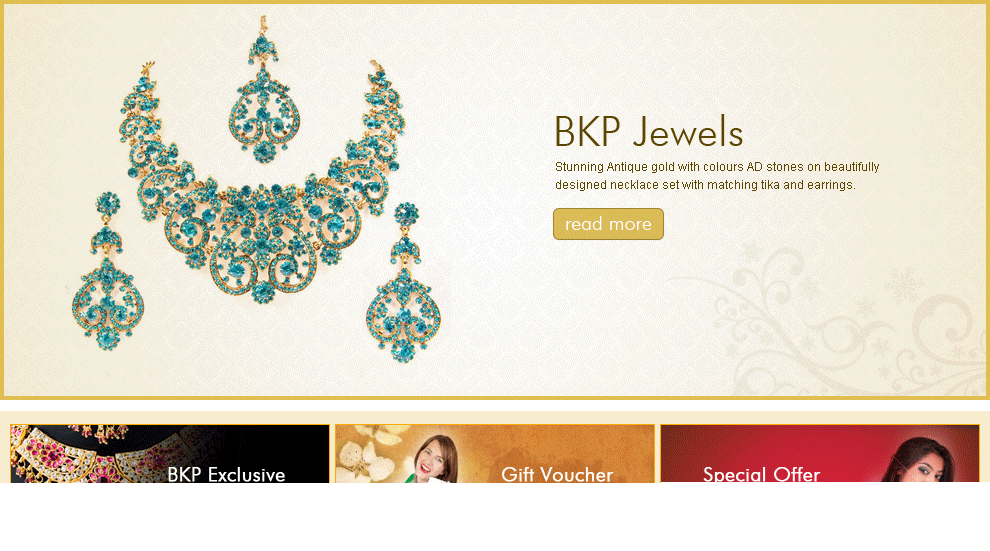 BKP Jewels
Stunning Antique gold with colours AD stones on beautifully
designed necklace set with matching tika and earrings.
read more
BKP Exclusive
Gift Voucher
Special Offer